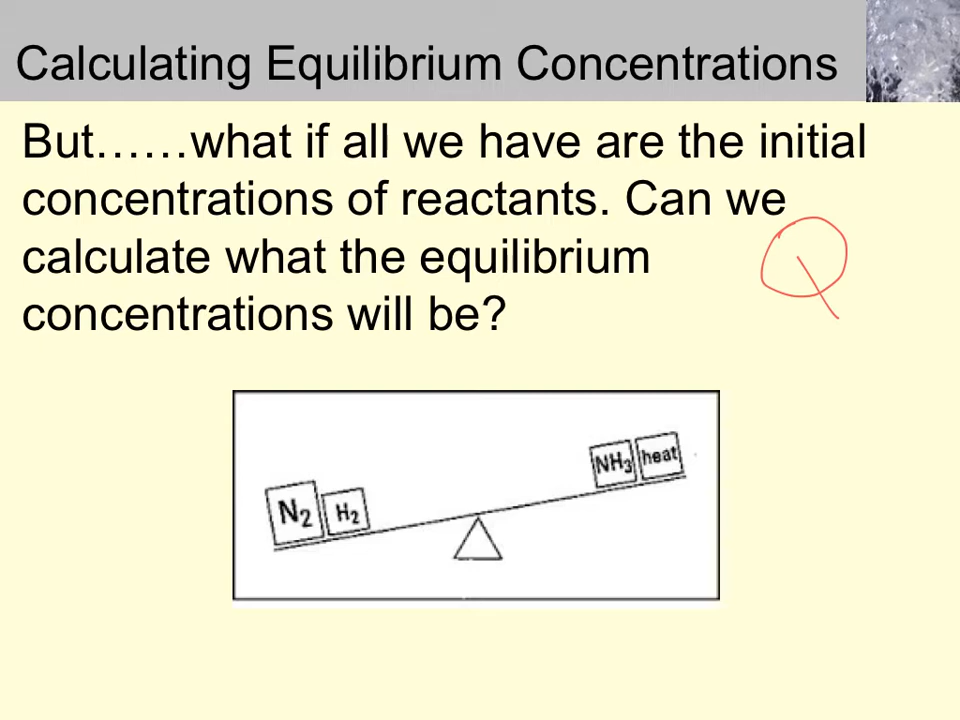 Calculating Equilibrium Concentrations
But……what if all we have are the initial
concentrations of reactants. Can we
calculate what the equilibrium
concentrations will be?
Q
N₂ H₂ NH₃ heat